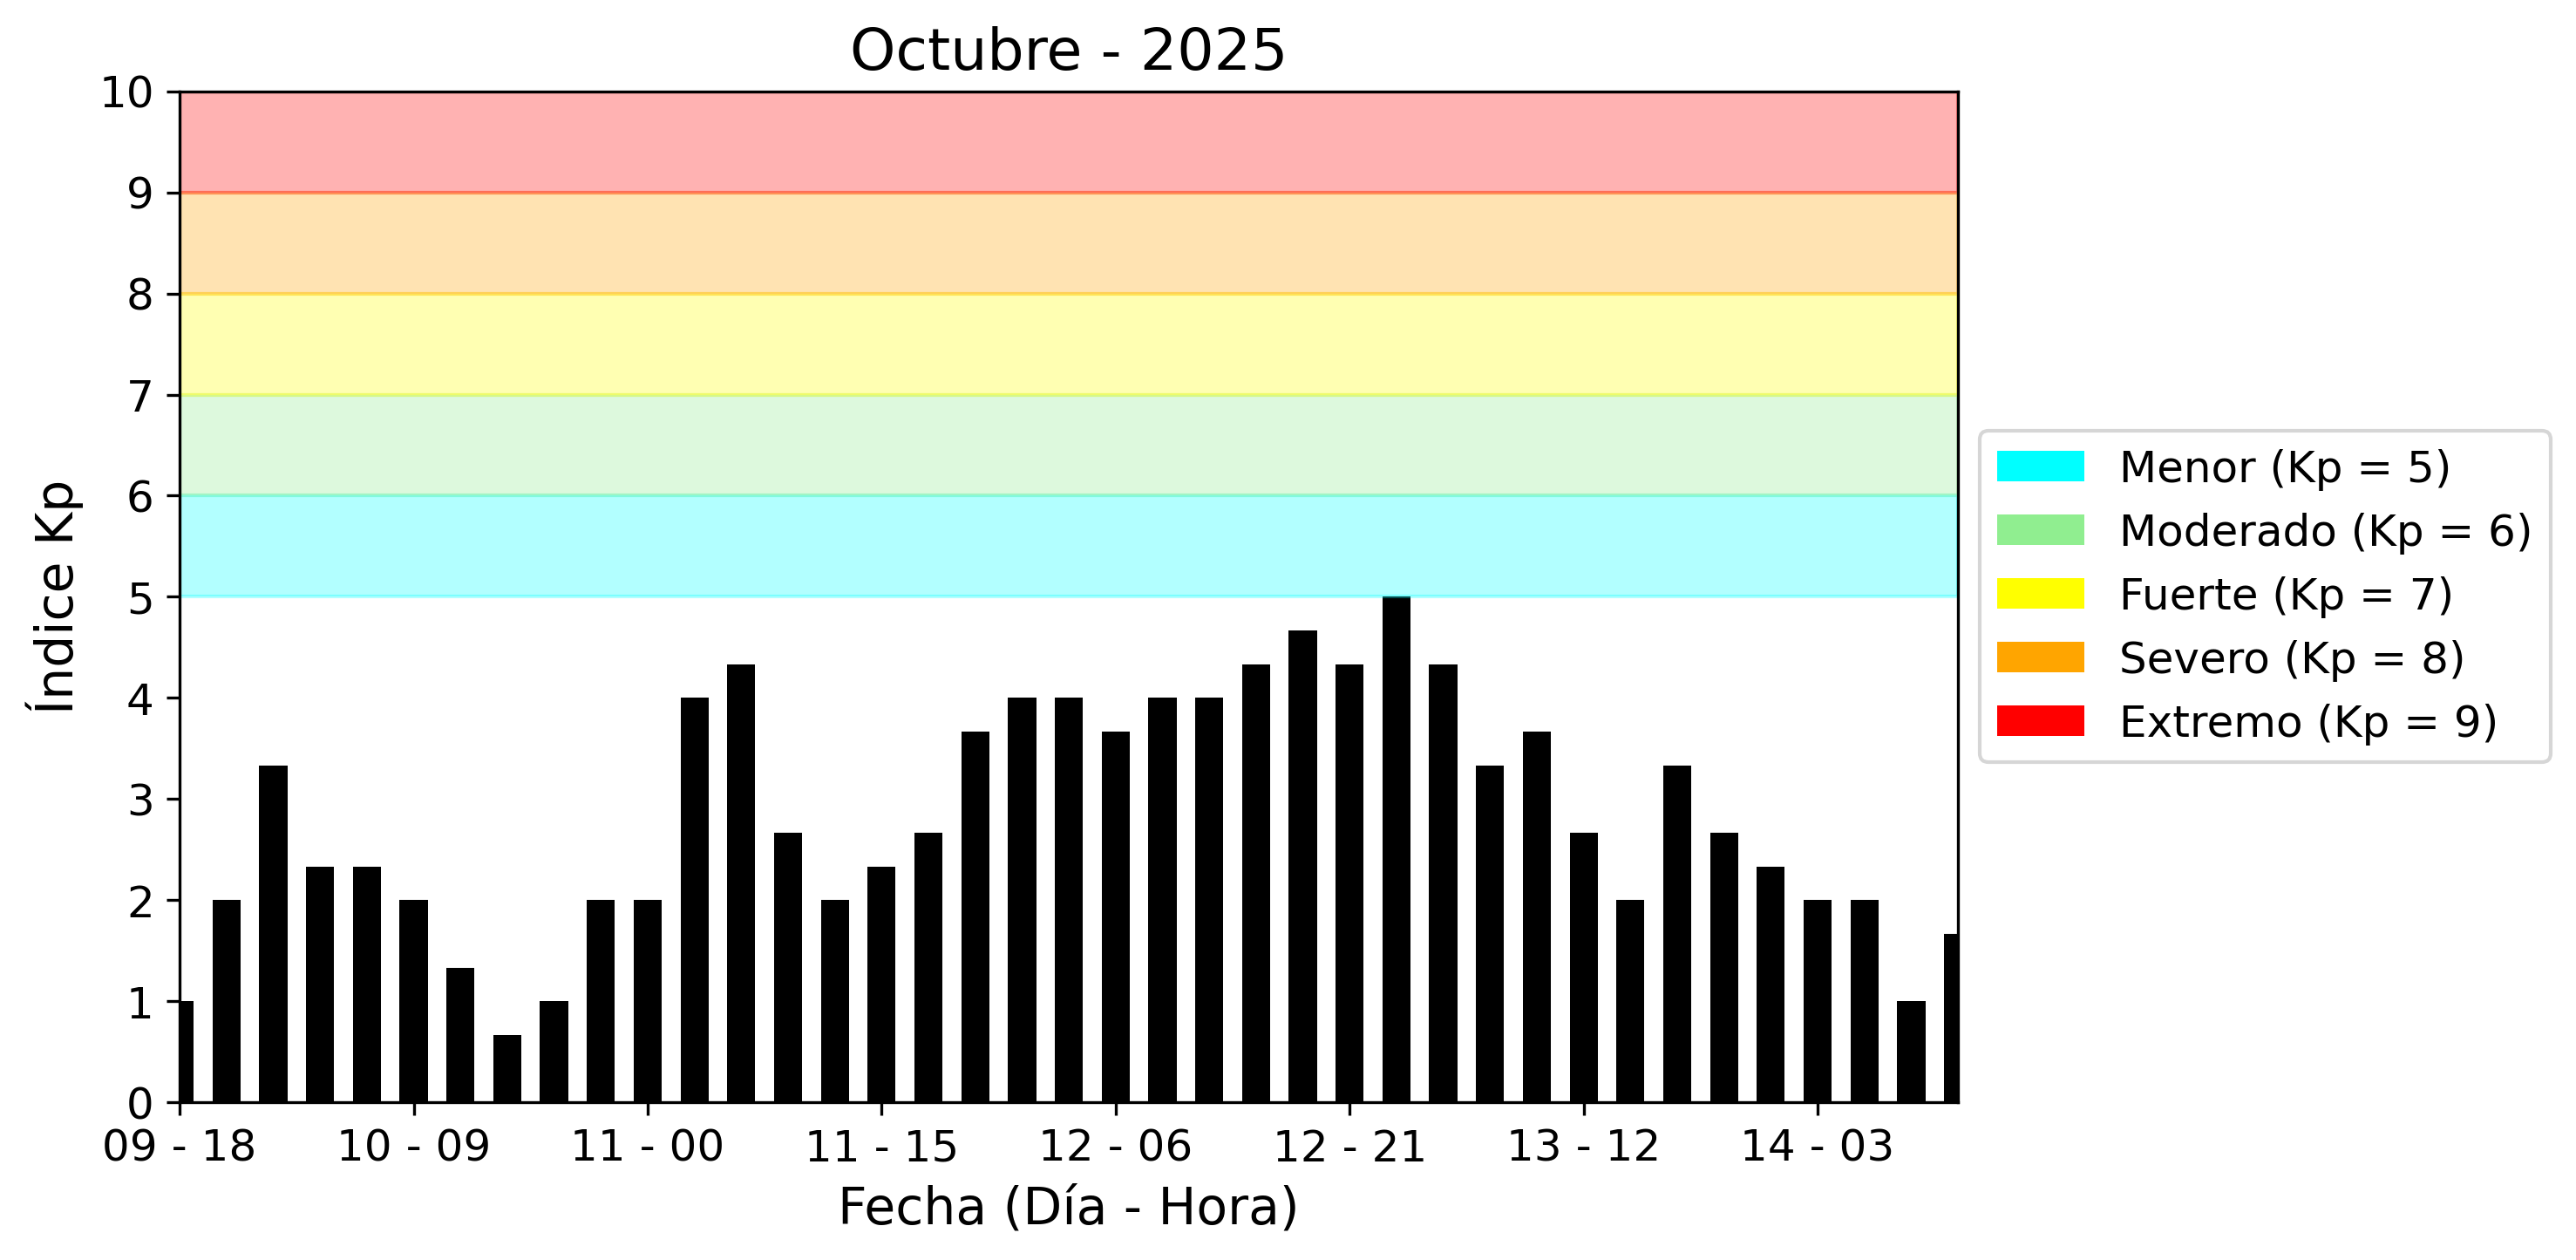 Octubre - 2025
10
9
8
7
6
5
4
3
2
1
0
Índice Kp
09 - 18
10 - 09
11 - 00
11 - 15
12 - 06
12 - 21
13 - 12
14 - 03
Fecha (Día - Hora)
Menor (Kp = 5)
Moderado (Kp = 6)
Fuerte (Kp = 7)
Severo (Kp = 8)
Extremo (Kp = 9)